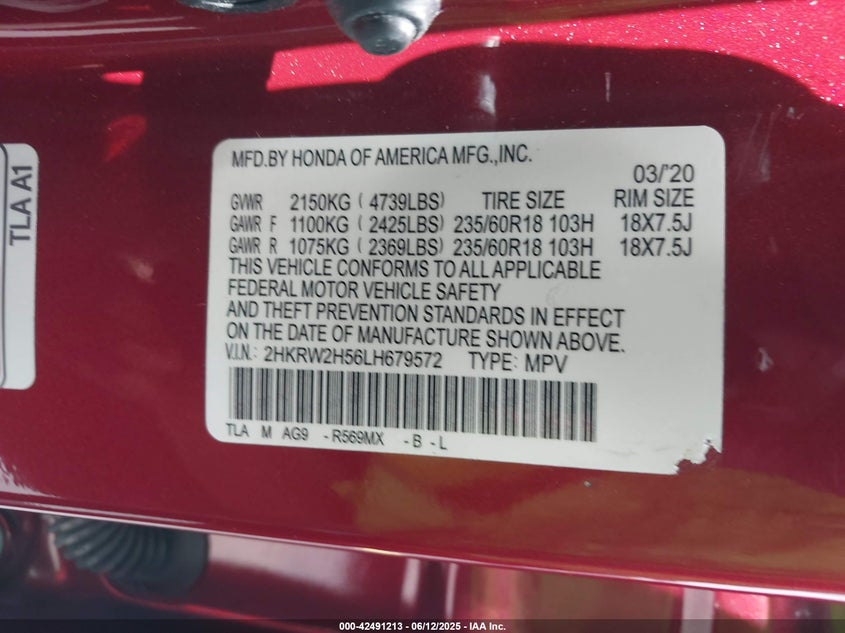 TLA A1
MFD.BY HONDA OF AMERICA MFG.,INC.
03/'20
GVWR 2150KG ( 4739LBS) TIRE SIZE RIM SIZE
GAWR F 1100KG ( 2425LBS) 235/60R18 103H 18X7.5J
GAWR R 1075KG ( 2369LBS) 235/60R18 103H 18X7.5J
THIS VEHICLE CONFORMS TO ALL APPLICABLE
FEDERAL MOTOR VEHICLE SAFETY
AND THEFT PREVENTION STANDARDS IN EFFECT
ON THE DATE OF MANUFACTURE SHOWN ABOVE.
V.I.N.: 2HKRW2H56LH679572 TYPE: MPV
TLA M AG9 -R569MX -B -L
000-42491213 - 06/12/2025 - IAA Inc.